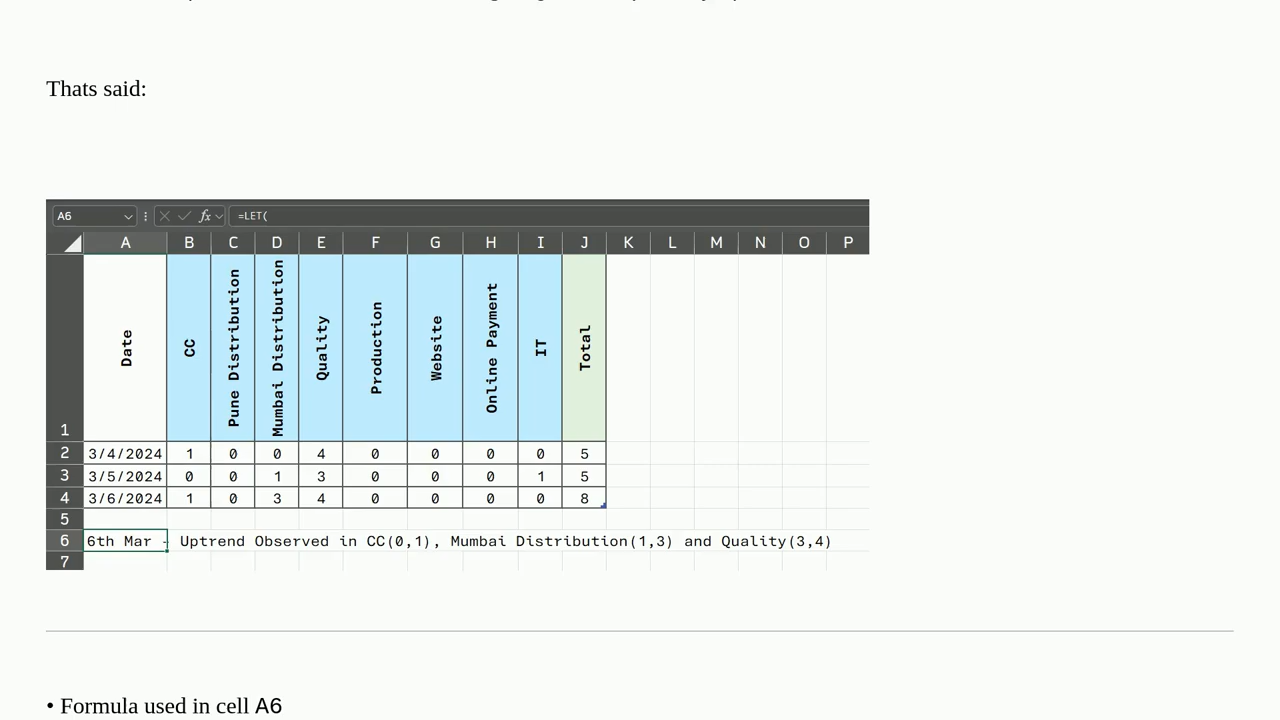 Thats said:
A6 fx =LET(
A B C D E F G H I J K L M N O P
1 Date CC Pune Distribution Mumbai Distribution Quality Production Website Online Payment IT Total
2 3/4/2024 1 0 0 4 0 0 0 0 5
3 3/5/2024 0 0 1 3 0 0 0 1 5
4 3/6/2024 1 0 3 4 0 0 0 0 8
5
6 6th Mar - Uptrend Observed in CC(0,1), Mumbai Distribution(1,3) and Quality(3,4)
7
• Formula used in cell A6